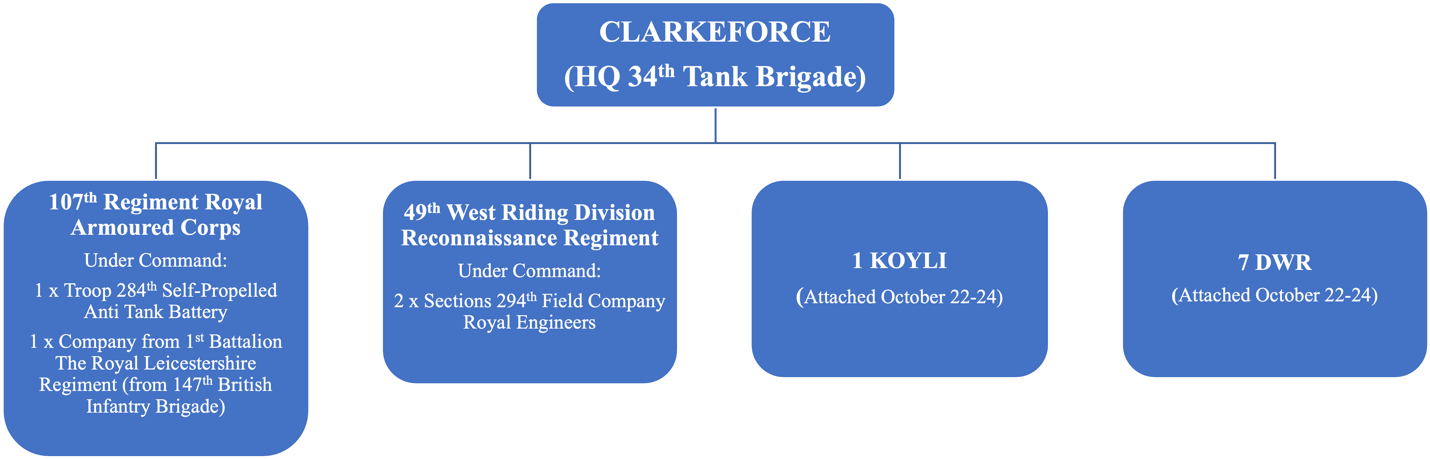 CLARKEFORCE
(HQ 34th Tank Brigade)
107th Regiment Royal
Armoured Corps
Under Command:
1 x Troop 284th Self-Propelled
Anti Tank Battery
1 x Company from 1st Battalion
The Royal Leicestershire
Regiment (from 147th British
Infantry Brigade)
49th West Riding Division
Reconnaissance Regiment
Under Command:
2 x Sections 294th Field Company
Royal Engineers
1 KOYLI
(Attached October 22-24)
7 DWR
(Attached October 22-24)